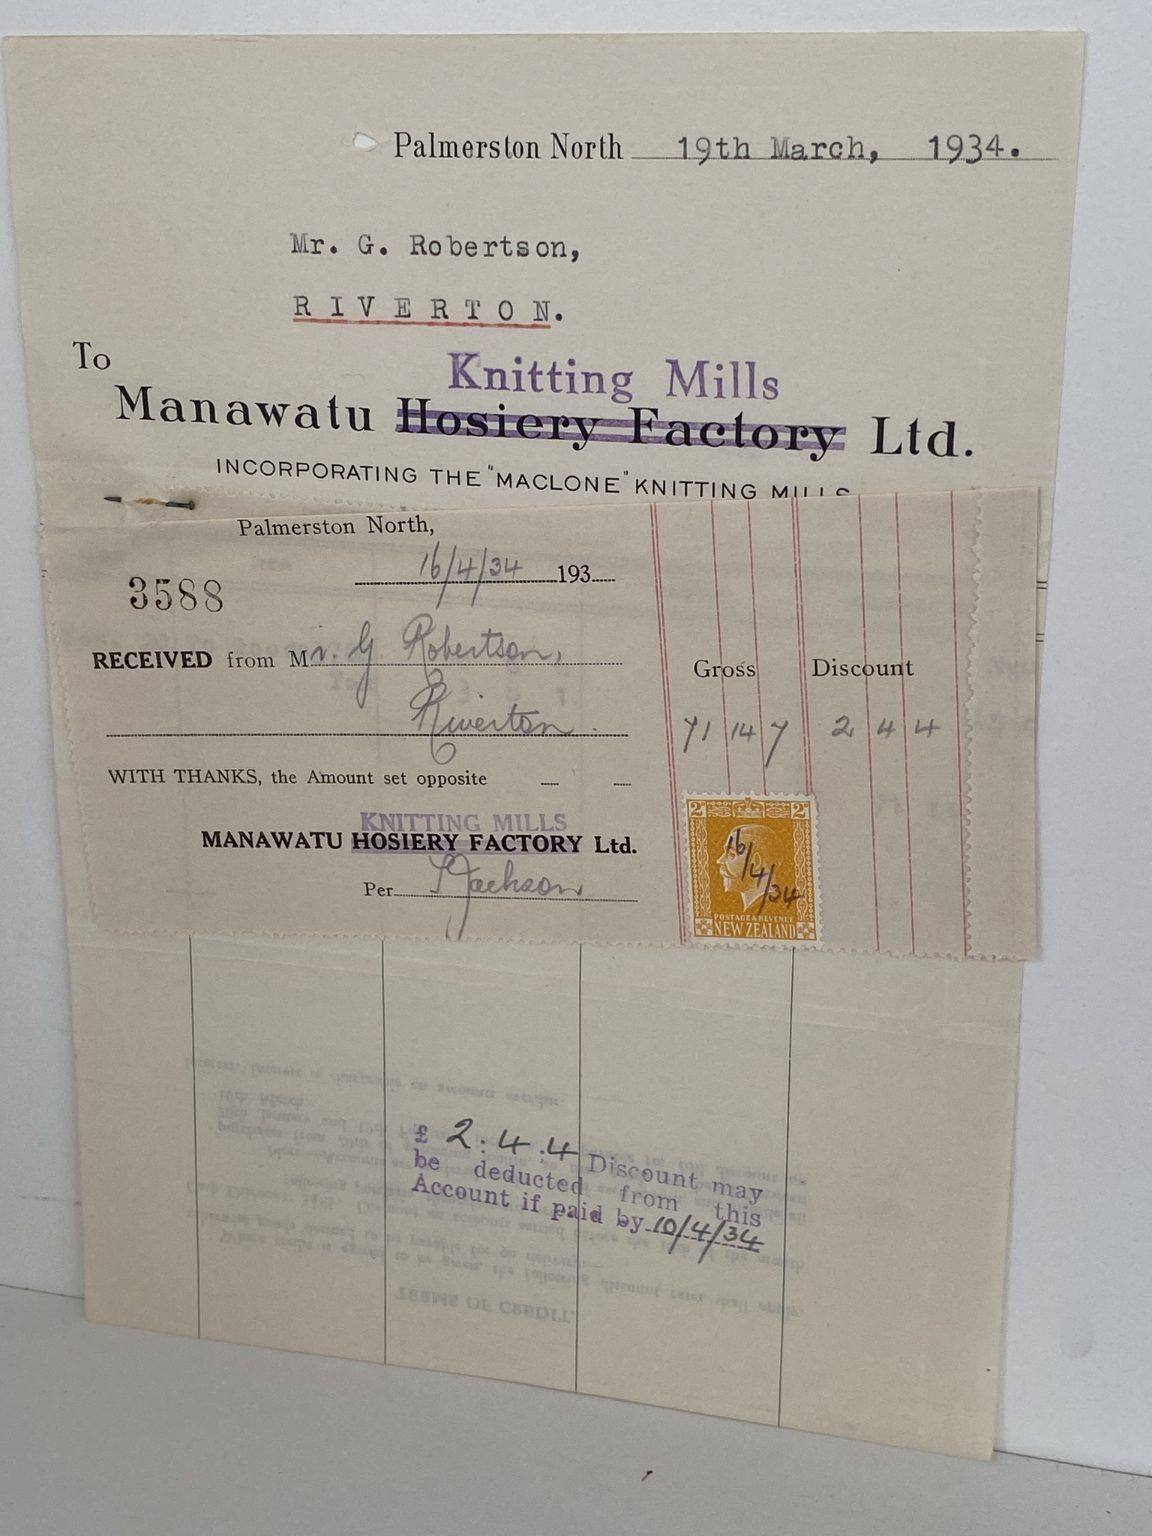 Palmerston North 19th March, 1934.
Mr. G. Robertson,
RIVERTON.
To
Knitting Mills
Manawatu Hosiery Factory Ltd.
INCORPORATING THE "MACLONE" KNITTING MILLS
Palmerston North,
16/4/34 193
3588
RECEIVED from Mr. G Robertson,
Riverton.
Gross Discount
71 14 7 2 4 4
WITH THANKS, the Amount set opposite
KNITTING MILLS
MANAWATU HOSIERY FACTORY Ltd.
Per Jackson
2D 2D
16/4/34
POSTAGE & REVENUE
NEW ZEALAND
£ 2:4:4 Discount may
be deducted from this
Account if paid by 10/4/34
TERMS OF CREDIT.